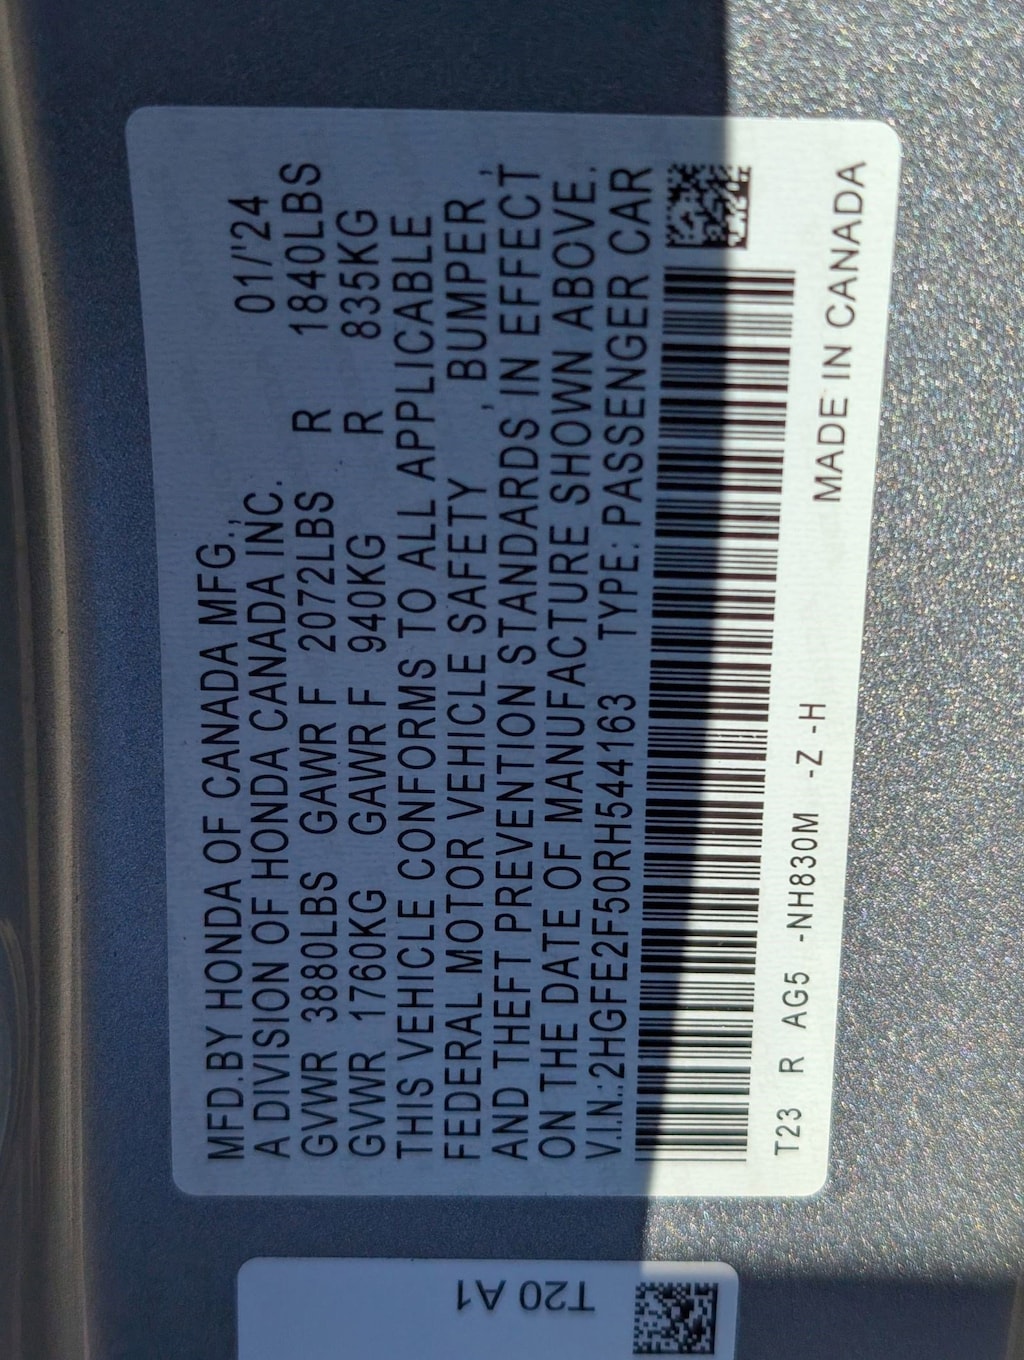 MFD.BY HONDA OF CANADA MFG.,
A DIVISION OF HONDA CANADA INC. 01/'24
GVWR 3880LBS GAWR F 2072LBS R 1840LBS
GVWR 1760KG GAWR F 940KG R 835KG
THIS VEHICLE CONFORMS TO ALL APPLICABLE
FEDERAL MOTOR VEHICLE SAFETY , BUMPER ,
AND THEFT PREVENTION STANDARDS IN EFFECT
ON THE DATE OF MANUFACTURE SHOWN ABOVE.
V.I.N.:2HGFE2F50RH544163 TYPE: PASSENGER CAR
T23 R AG5 -NH830M -Z -H MADE IN CANADA
T20 A1